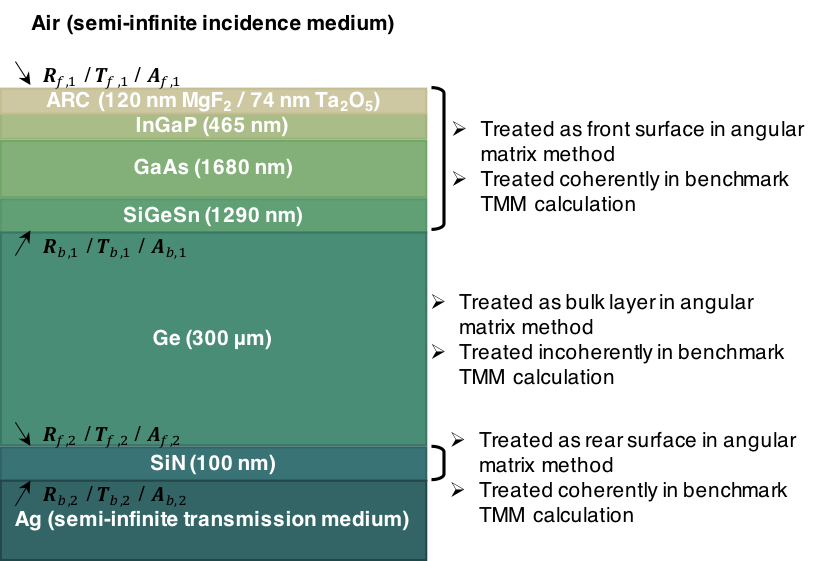 Air (semi-infinite incidence medium)
R_{f,1} / T_{f,1} / A_{f,1}
ARC (120 nm MgF₂ / 74 nm Ta₂O₅)
InGaP (465 nm)
GaAs (1680 nm)
SiGeSn (1290 nm)
➢ Treated as front surface in angular
matrix method
➢ Treated coherently in benchmark
TMM calculation
R_{b,1} / T_{b,1} / A_{b,1}
Ge (300 µm)
➢ Treated as bulk layer in angular
matrix method
➢ Treated incoherently in benchmark
TMM calculation
R_{f,2} / T_{f,2} / A_{f,2}
SiN (100 nm)
R_{b,2} / T_{b,2} / A_{b,2}
Ag (semi-infinite transmission medium)
➢ Treated as rear surface in angular
matrix method
➢ Treated coherently in benchmark
TMM calculation